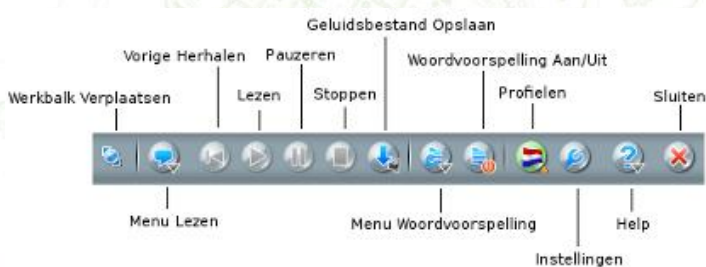 Geluidsbestand Opslaan
Vorige Herhalen
Pauzeren
Woordvoorspelling Aan/Uit
Werkbalk Verplaatsen
Lezen
Stoppen
Profielen
Sluiten
Menu Lezen
Menu Woordvoorspelling
Help
Instellingen